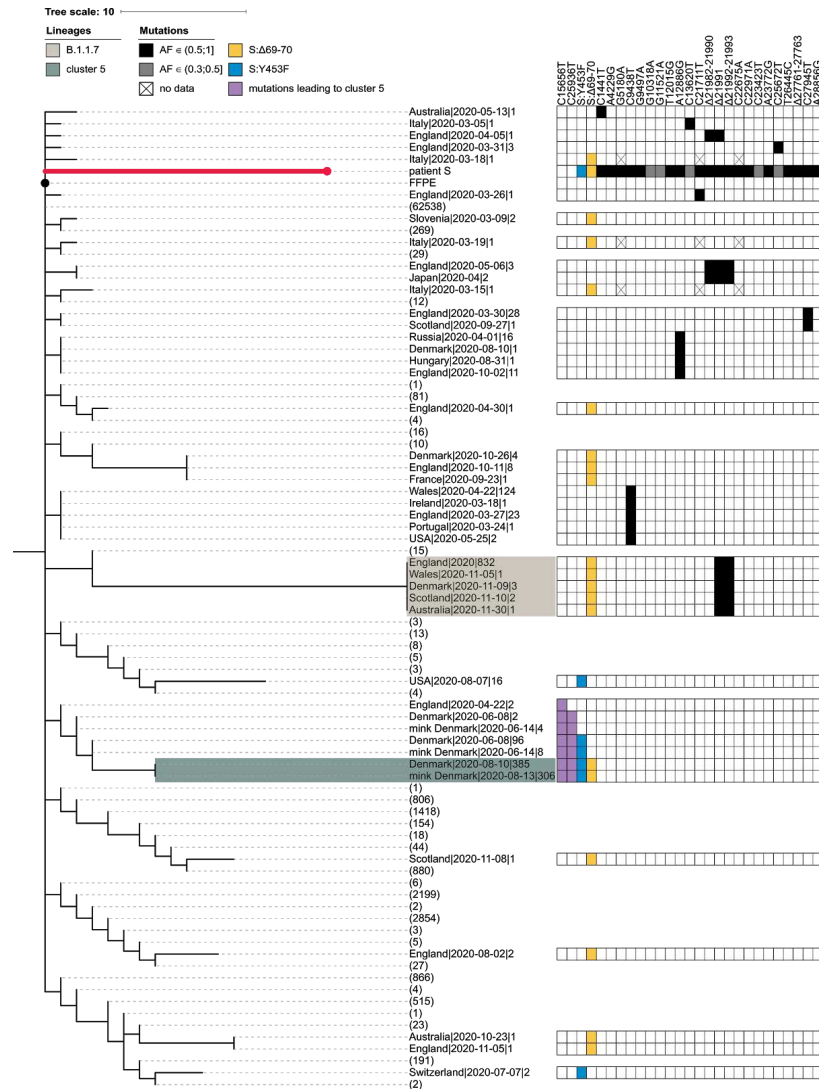 Tree scale: 10
Lineages
Mutations
B.1.1.7
AF ∈ (0.5;1]
S:Δ69-70
cluster 5
AF ∈ (0.3;0.5]
S:Y453F
no data
mutations leading to cluster 5
C15656T
C25936T
S:Y453F
S:Δ69-70
C1441T
A4229G
G5180A
C9438T
G9497A
G10318A
G11521A
T12015G
A12886G
C13620T
C21711T
Δ21982-21990
Δ21991
Δ21992-21993
C22675A
C22971A
C23423T
A23772G
C25672T
T26445C
Δ27761-27763
C27945T
A28856G
Australia|2020-05-13|1
Italy|2020-03-05|1
England|2020-04-05|1
England|2020-03-31|3
Italy|2020-03-18|1
patient S
FFPE
England|2020-03-26|1
(62538)
Slovenia|2020-03-09|2
(269)
Italy|2020-03-19|1
(29)
England|2020-05-06|3
Japan|2020-04|2
Italy|2020-03-15|1
(12)
England|2020-03-30|28
Scotland|2020-09-27|1
Russia|2020-04-01|16
Denmark|2020-08-10|1
Hungary|2020-08-31|1
England|2020-10-02|11
(1)
(81)
England|2020-04-30|1
(4)
(16)
(10)
Denmark|2020-10-26|4
England|2020-10-11|8
France|2020-09-23|1
Wales|2020-04-22|124
Ireland|2020-03-18|1
England|2020-03-27|23
Portugal|2020-03-24|1
USA|2020-05-25|2
(15)
England|2020|832
Wales|2020-11-05|1
Denmark|2020-11-09|3
Scotland|2020-11-10|2
Australia|2020-11-30|1
(3)
(13)
(8)
(5)
(3)
USA|2020-08-07|16
(4)
England|2020-04-22|2
Denmark|2020-06-08|2
mink Denmark|2020-06-14|4
Denmark|2020-06-08|96
mink Denmark|2020-06-14|8
Denmark|2020-08-10|385
mink Denmark|2020-08-13|306
(1)
(806)
(1418)
(154)
(18)
(44)
Scotland|2020-11-08|1
(880)
(6)
(2199)
(2)
(2854)
(3)
(5)
England|2020-08-02|2
(27)
(866)
(4)
(515)
(1)
(23)
Australia|2020-10-23|1
England|2020-11-05|1
(191)
Switzerland|2020-07-07|2
(2)